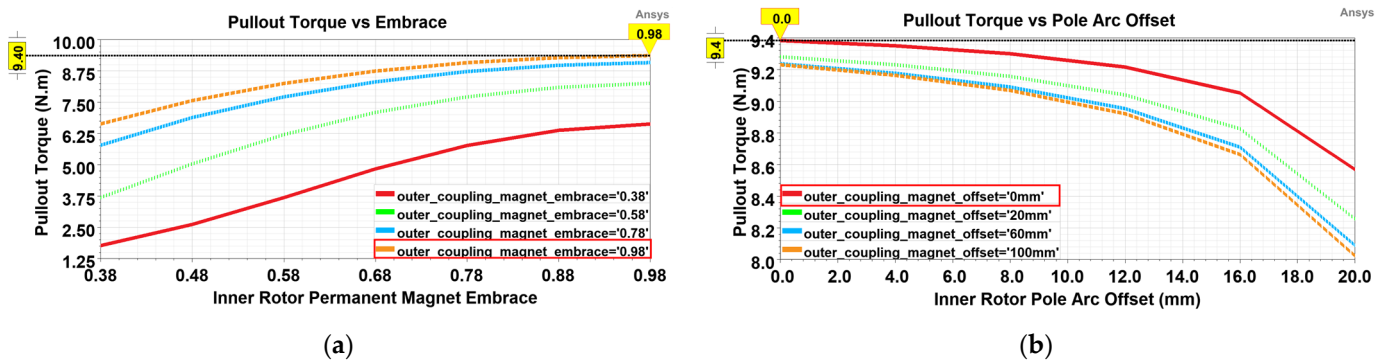 Pullout Torque vs Embrace
Ansys
0.98
9.40
Pullout Torque (N.m)
10.00
8.75
7.50
6.25
5.00
3.75
2.50
1.25
outer_coupling_magnet_embrace='0.38'
outer_coupling_magnet_embrace='0.58'
outer_coupling_magnet_embrace='0.78'
outer_coupling_magnet_embrace='0.98'
0.38 0.48 0.58 0.68 0.78 0.88 0.98
Inner Rotor Permanent Magnet Embrace
(a)
Pullout Torque vs Pole Arc Offset
Ansys
0.0
9.4
Pullout Torque (N.m)
9.4
9.2
9.0
8.8
8.6
8.4
8.2
8.0
outer_coupling_magnet_offset='0mm'
outer_coupling_magnet_offset='20mm'
outer_coupling_magnet_offset='60mm'
outer_coupling_magnet_offset='100mm'
0.0 2.0 4.0 6.0 8.0 10.0 12.0 14.0 16.0 18.0 20.0
Inner Rotor Pole Arc Offset (mm)
(b)